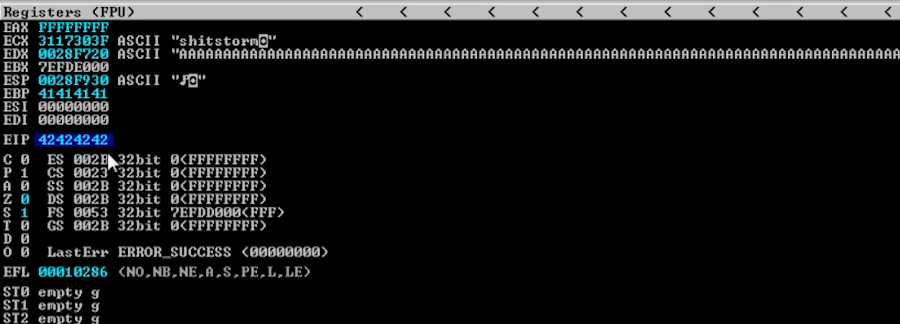 Registers (FPU) < < < < < < < < < < < < <
EAX FFFFFFFF
ECX 3117303F ASCII "shitstorm◘"
EDX 0028F720 ASCII "AAAAAAAAAAAAAAAAAAAAAAAAAAAAAAAAAAAAAAAAAAAAAAAAAAAAAAAAAAAAAAAAAAAAAAAAAAAAAAAAAAAAAAAAAA
EBX 7EFDE000
ESP 0028F930 ASCII "♪◘"
EBP 41414141
ESI 00000000
EDI 00000000
EIP 42424242
C 0 ES 002B 32bit 0(FFFFFFFF)
P 1 CS 0023 32bit 0(FFFFFFFF)
A 0 SS 002B 32bit 0(FFFFFFFF)
Z 0 DS 002B 32bit 0(FFFFFFFF)
S 1 FS 0053 32bit 7EFDD000(FFF)
T 0 GS 002B 32bit 0(FFFFFFFF)
D 0
O 0 LastErr ERROR_SUCCESS (00000000)
EFL 00010286 (NO,NB,NE,A,S,PE,L,LE)
ST0 empty g
ST1 empty g
ST2 empty g